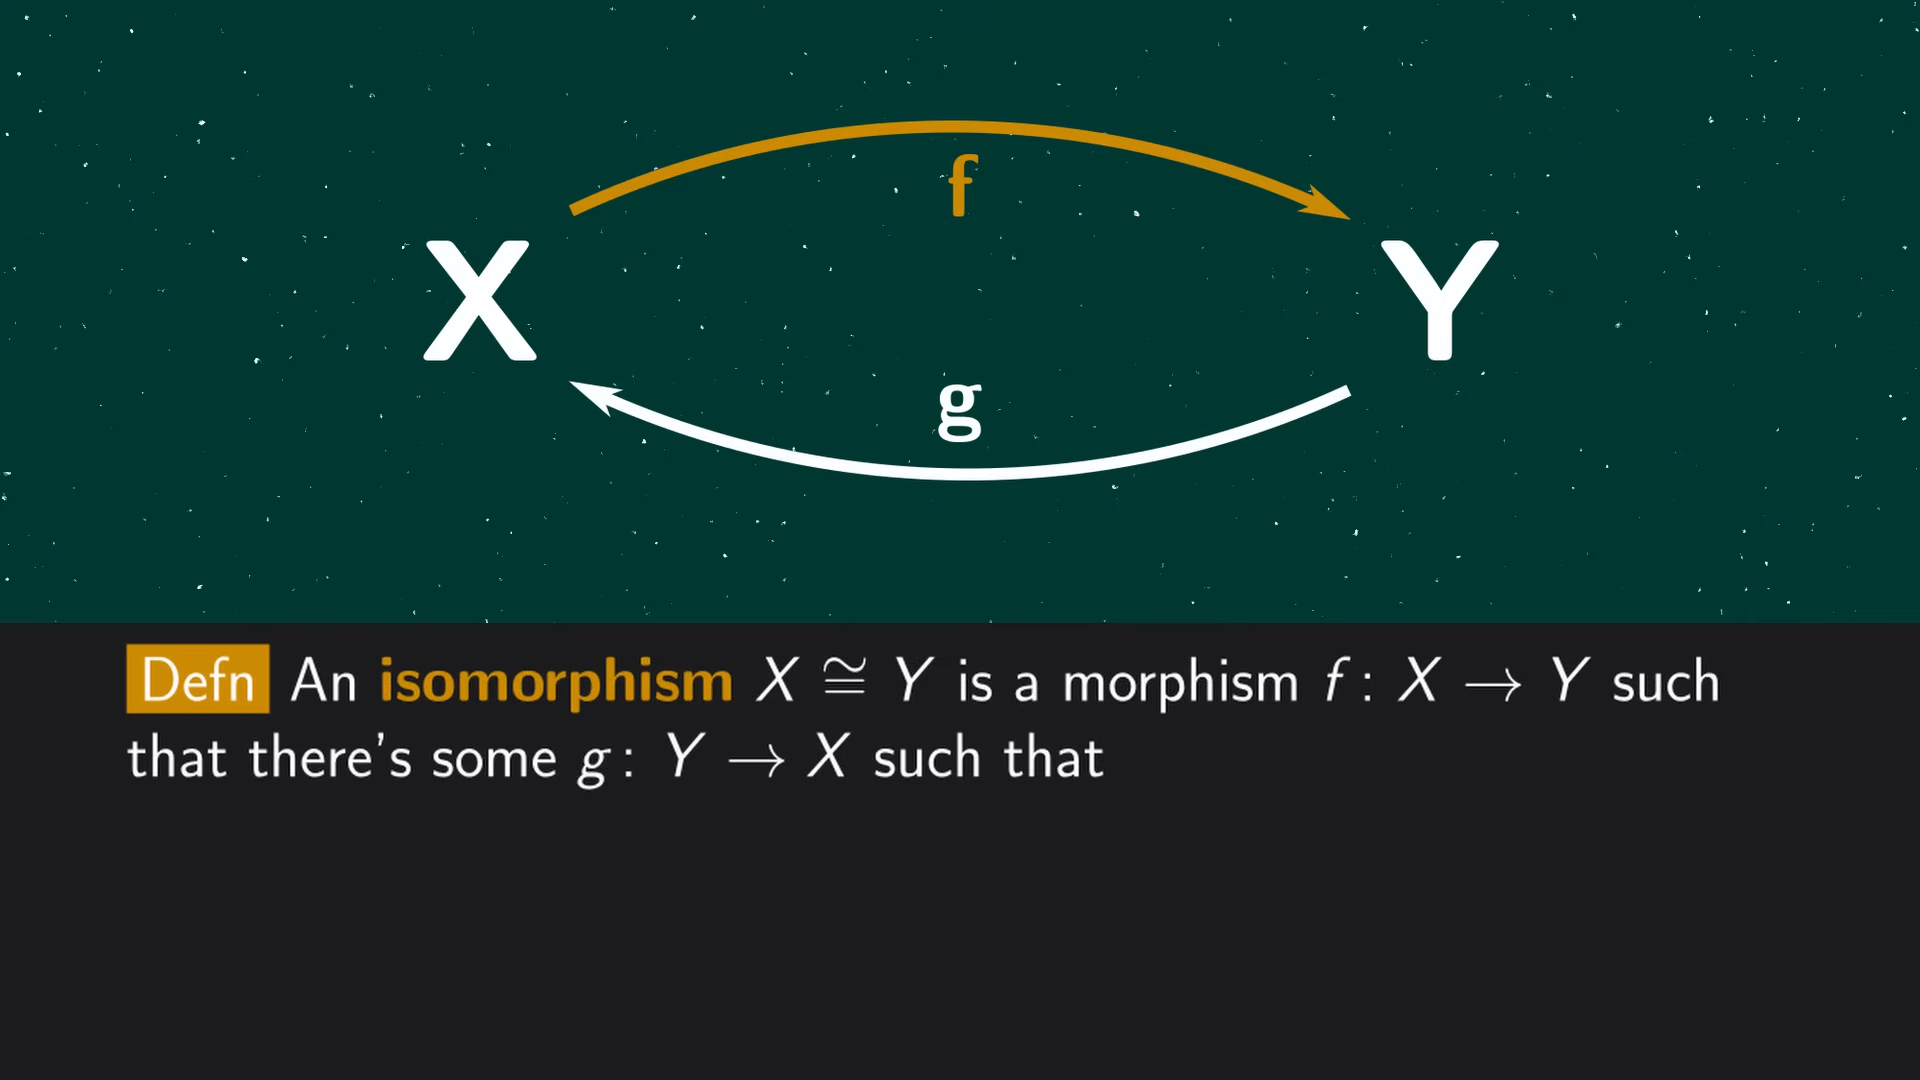 f
X Y
g
Defn An isomorphism X ≅ Y is a morphism f : X → Y such
that there's some g : Y → X such that